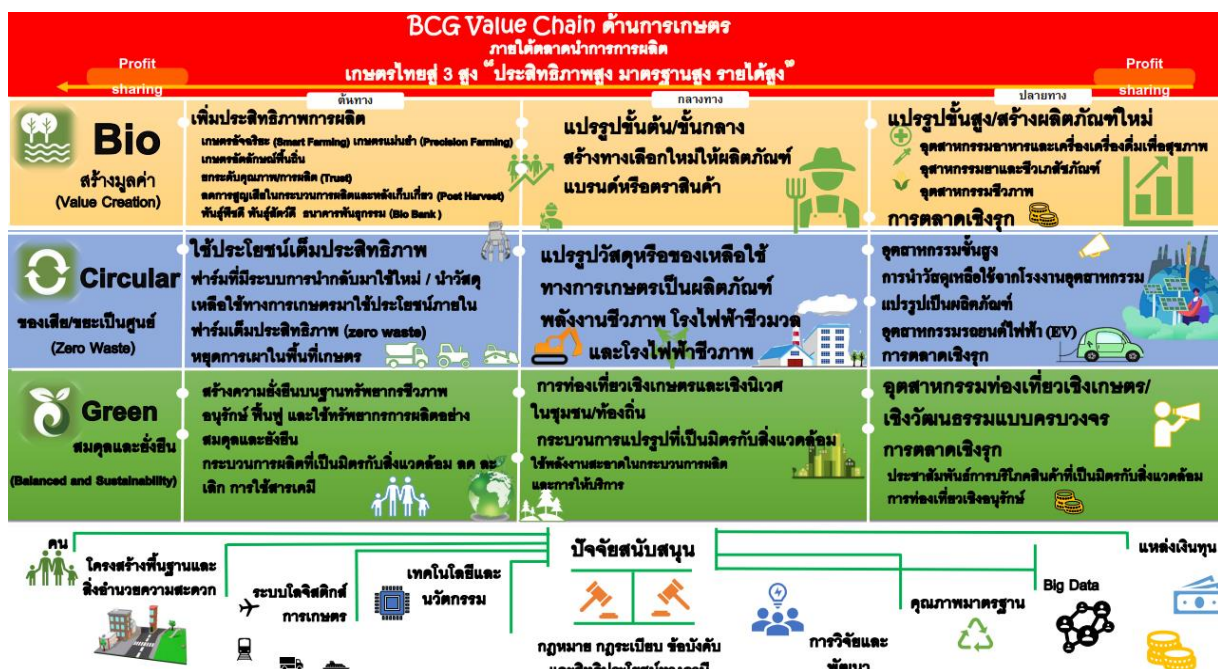 BCG Value Chain ด้านการเกษตร
ภายใต้ตลาดนำการการผลิต
เกษตรไทยสู่ 3 สูง “ประสิทธิภาพสูง มาตรฐานสูง รายได้สูง”
Profit
sharing
Profit
sharing
ต้นทาง
กลางทาง
ปลายทาง
Bio
สร้างมูลค่า
(Value Creation)
เพิ่มประสิทธิภาพการผลิต
เกษตรอัจฉริยะ (Smart Farming) เกษตรแม่นยำ (Precision Farming)
เกษตรอัตลักษณ์พื้นถิ่น
ยกระดับคุณภาพการผลิต (Trust)
ลดการสูญเสียในกระบวนการผลิตและหลังเก็บเกี่ยว (Post Harvest)
พันธุ์พืชดี พันธุ์สัตว์ดี ธนาคารพันธุกรรม (Bio Bank )
แปรรูปขั้นต้น/ขั้นกลาง
สร้างทางเลือกใหม่ให้ผลิตภัณฑ์
แบรนด์หรือตราสินค้า
แปรรูปขั้นสูง/สร้างผลิตภัณฑ์ใหม่
อุตสาหกรรมอาหารและเครื่องเครื่องดื่มเพื่อสุขภาพ
อุสาหกรรมยาและชีวเภสัชภัณฑ์
อุตสาหกรรมชีวภาพ
การตลาดเชิงรุก
Circular
ของเสีย/ขยะเป็นศูนย์
(Zero Waste)
ใช้ประโยชน์เต็มประสิทธิภาพ
ฟาร์มที่มีระบบการนำกลับมาใช้ใหม่ / นำวัสดุ
เหลือใช้ทางการเกษตรมาใช้ประโยชน์ภายใน
ฟาร์มเต็มประสิทธิภาพ (zero waste)
หยุดการเผาในพื้นที่เกษตร
แปรรูปวัสดุหรือของเหลือใช้
ทางการเกษตรเป็นผลิตภัณฑ์
พลังงานชีวภาพ โรงไฟฟ้าชีวมวล
และโรงไฟฟ้าชีวภาพ
อุตสาหกรรมขั้นสูง
การนำวัสดุเหลือใช้จากโรงงานอุตสาหกรรม
แปรรูปเป็นผลิตภัณฑ์
อุตสาหกรรมรถยนต์ไฟฟ้า (EV)
การตลาดเชิงรุก
Green
สมดุลและยั่งยืน
(Balanced and Sustainability)
สร้างความยั่งยืนบนฐานทรัพยากรชีวภาพ
อนุรักษ์ ฟื้นฟู และใช้ทรัพยากรการผลิตอย่าง
สมดุลและยั่งยืน
กระบวนการผลิตที่เป็นมิตรกับสิ่งแวดล้อม ลด ละ
เลิก การใช้สารเคมี
การท่องเที่ยวเชิงเกษตรและเชิงนิเวศ
ในชุมชน/ท้องถิ่น
กระบวนการแปรรูปที่เป็นมิตรกับสิ่งแวดล้อม
ใช้พลังงานสะอาดในกระบวนการผลิต
และการให้บริการ
อุตสาหกรรมท่องเที่ยวเชิงเกษตร/
เชิงวัฒนธรรมแบบครบวงจร
การตลาดเชิงรุก
ประชาสัมพันธ์การบริโภคสินค้าที่เป็นมิตรกับสิ่งแวดล้อม
การท่องเที่ยวเชิงอนุรักษ์
ปัจจัยสนับสนุน
คน
โครงสร้างพื้นฐานและ
สิ่งอำนวยความสะดวก
ระบบโลจิสติกส์
การเกษตร
เทคโนโลยีและ
นวัตกรรม
กฎหมาย กฎระเบียบ ข้อบังคับ
และสิทธิประโยชน์ทางภาษี
การวิจัยและ
พัฒนา
คุณภาพมาตรฐาน
Big Data
แหล่งเงินทุน